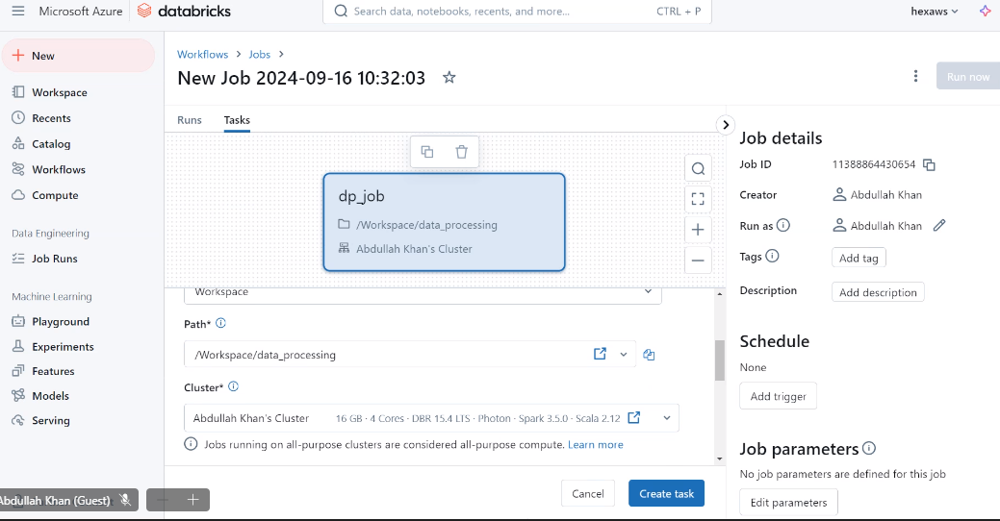 Microsoft Azure databricks Search data, notebooks, recents, and more... CTRL + P hexaws
New
Workspace
Recents
Catalog
Workflows
Compute
Data Engineering
Job Runs
Machine Learning
Playground
Experiments
Features
Models
Serving
Abdullah Khan (Guest)
Workflows > Jobs >
New Job 2024-09-16 10:32:03
Run now
Runs Tasks
dp_job
/Workspace/data_processing
Abdullah Khan's Cluster
Workspace
Path*
/Workspace/data_processing
Cluster*
Abdullah Khan's Cluster 16 GB · 4 Cores · DBR 15.4 LTS · Photon · Spark 3.5.0 · Scala 2.12
Jobs running on all-purpose clusters are considered all-purpose compute. Learn more
Cancel Create task
Job details
Job ID 11388864430654
Creator Abdullah Khan
Run as Abdullah Khan
Tags Add tag
Description Add description
Schedule
None
Add trigger
Job parameters
No job parameters are defined for this job
Edit parameters